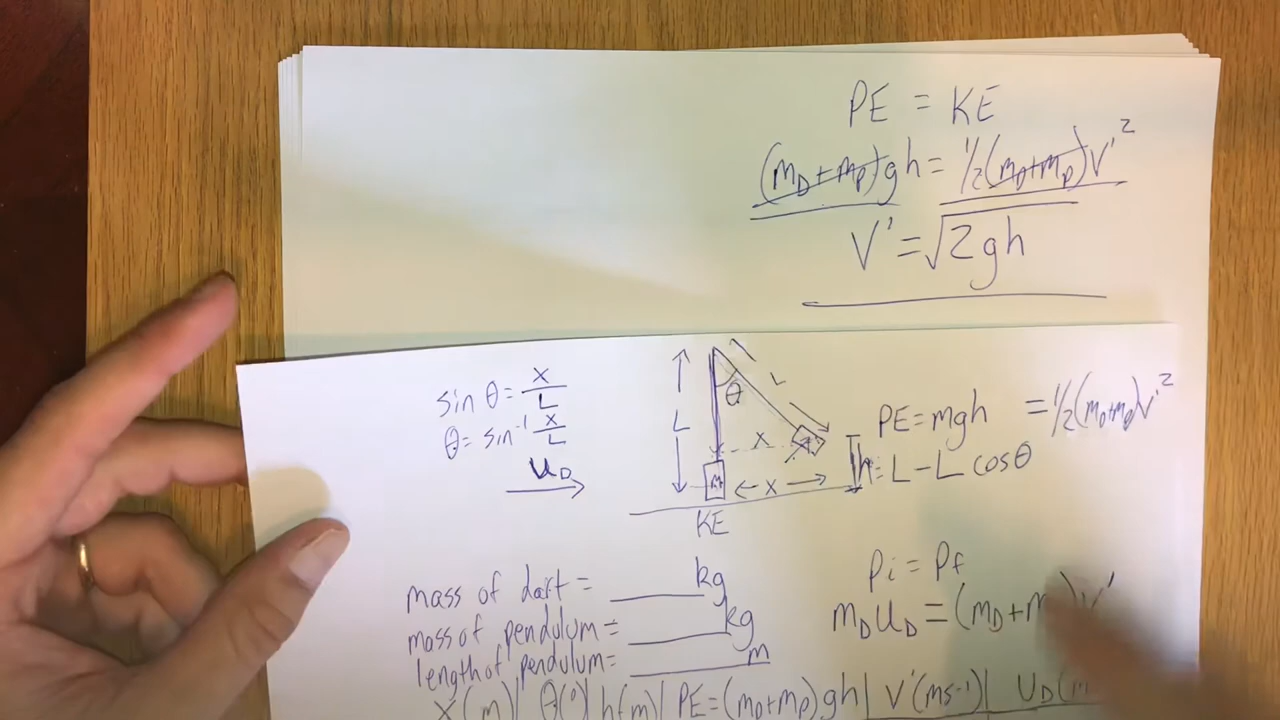 PE = KE
(mD+mP)gh = 1/2(mD+mP)V'²
V' = √2gh
sin θ = x/L
θ = sin⁻¹ x/L
UD
L
θ
L
x
x
m
KE
PE = mgh = 1/2(mD+mP)V'²
h = L - L cosθ
Pi = Pf
mDUD = (mD+m )V'
mass of dart = ____ kg
mass of pendulum = ____ kg
length of pendulum = ____ m
x(m) | θ(°) | h(m) | PE=(mD+mP)gh | V'(ms⁻¹) | UD(m